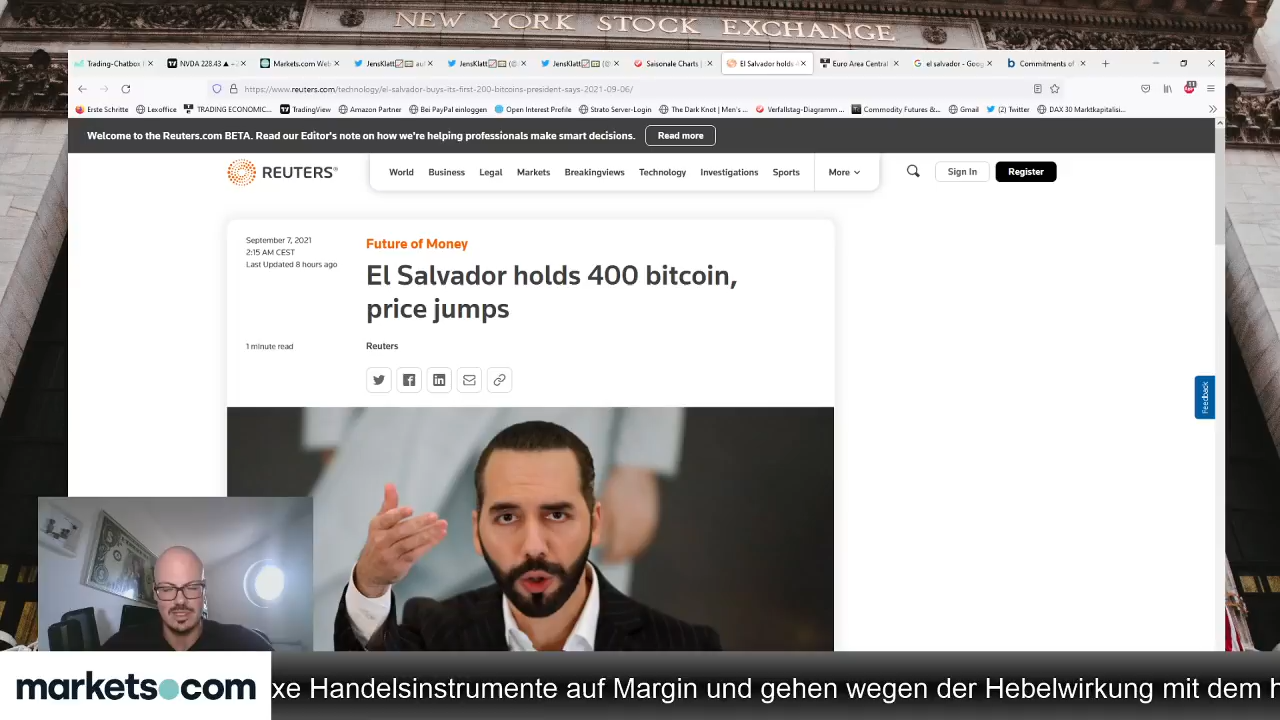 NEW YORK STOCK EXCHANGE
Trading-Chatbox
NVDA 228.43 ▲
Markets.com Web
JensKlatt
JensKlatt
JensKlatt
Saisonale Charts |
El Salvador holds
Euro Area Central
el salvador - Goog
Commitments of
https://www.reuters.com/technology/el-salvador-buys-its-first-200-bitcoins-president-says-2021-09-06/
Erste Schritte Lexoffice TRADING ECONOMIC... TradingView Amazon Partner Bei PayPal einloggen Open Interest Profile Strato Server-Login The Dark Knot | Men's ... Verfallstag-Diagramm ... Commodity Futures &... Gmail (2) Twitter DAX 30 Marktkapitalisi...
Welcome to the Reuters.com BETA. Read our Editor's note on how we're helping professionals make smart decisions. Read more
REUTERS® World Business Legal Markets Breakingviews Technology Investigations Sports More Sign In Register
September 7, 2021
2:15 AM CEST
Last Updated 8 hours ago
Future of Money
El Salvador holds 400 bitcoin,
price jumps
1 minute read
Reuters
Feedback
markets.com
xe Handelsinstrumente auf Margin und gehen wegen der Hebelwirkung mit dem